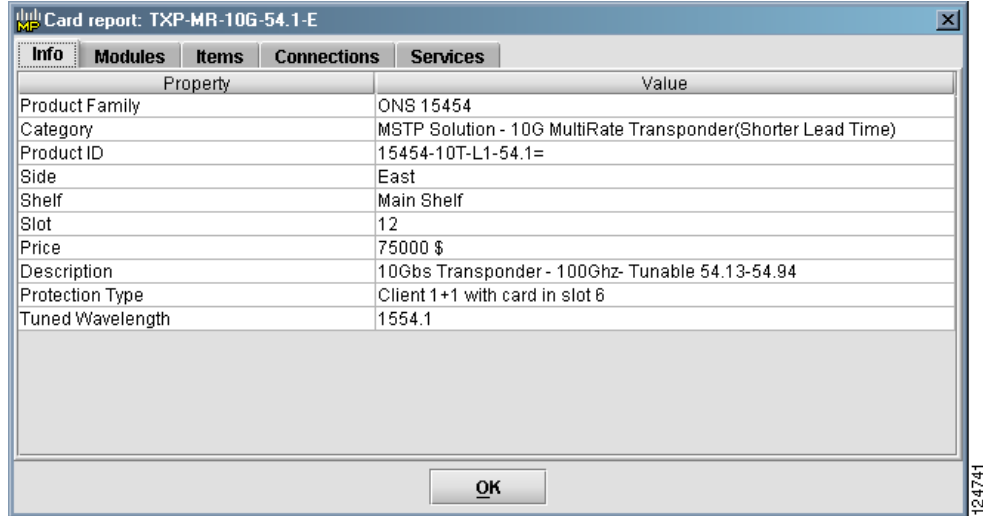 MP Card report: TXP-MR-10G-54.1-E
Info Modules Items Connections Services
Property Value
Product Family ONS 15454
Category MSTP Solution - 10G MultiRate Transponder(Shorter Lead Time)
Product ID 15454-10T-L1-54.1=
Side East
Shelf Main Shelf
Slot 12
Price 75000 $
Description 10Gbs Transponder - 100Ghz- Tunable 54.13-54.94
Protection Type Client 1+1 with card in slot 6
Tuned Wavelength 1554.1
OK
124741